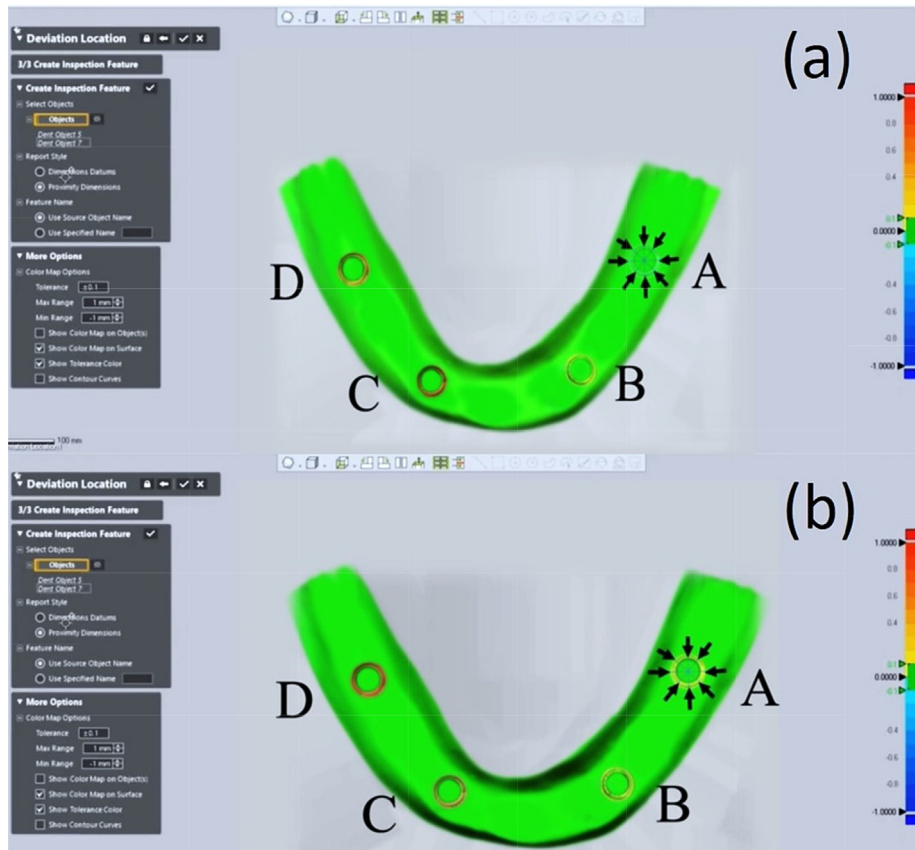 (a)
Deviation Location
3/3 Create Inspection Feature
Create Inspection Feature
Select Objects
Objects
Dent Object 5
Dent Object 7
Report Style
Dimensions Datums
Proximity Dimensions
Feature Name
Use Source Object Name
Use Specified Name
More Options
Color Map Options
Tolerance ±0.1
Max Range 1 mm
Min Range -1 mm
Show Color Map on Object(s)
Show Color Map on Surface
Show Tolerance Color
Show Contour Curves
100 mm
D
C
B
A
1.0000
0.8
0.6
0.4
0.1
0.0000
-0.1
-0.4
-0.6
-0.8
-1.0000
(b)
Deviation Location
3/3 Create Inspection Feature
Create Inspection Feature
Select Objects
Objects
Dent Object 5
Dent Object 7
Report Style
Dimensions Datums
Proximity Dimensions
Feature Name
Use Source Object Name
Use Specified Name
More Options
Color Map Options
Tolerance ±0.1
Max Range 1 mm
Min Range -1 mm
Show Color Map on Object(s)
Show Color Map on Surface
Show Tolerance Color
Show Contour Curves
D
C
B
A
1.0000
0.8
0.6
0.4
0.1
0.0000
-0.1
-0.4
-0.6
-0.8
-1.0000